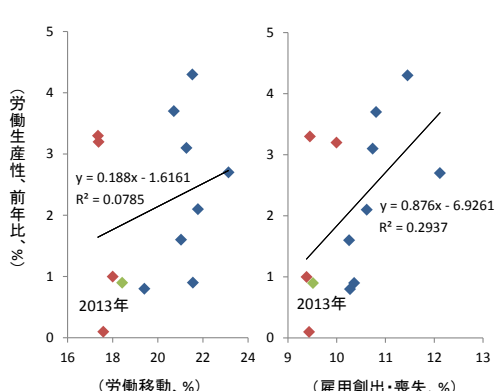 (労働生産性、前年比、%)
5
4
3
2
1
0
16
18
20
22
24
y = 0.188x - 1.6161
R² = 0.0785
2013年
(労働移動、%)
5
4
3
2
1
0
9
10
11
12
13
y = 0.876x - 6.9261
R² = 0.2937
2013年
(雇用創出・喪失、%)